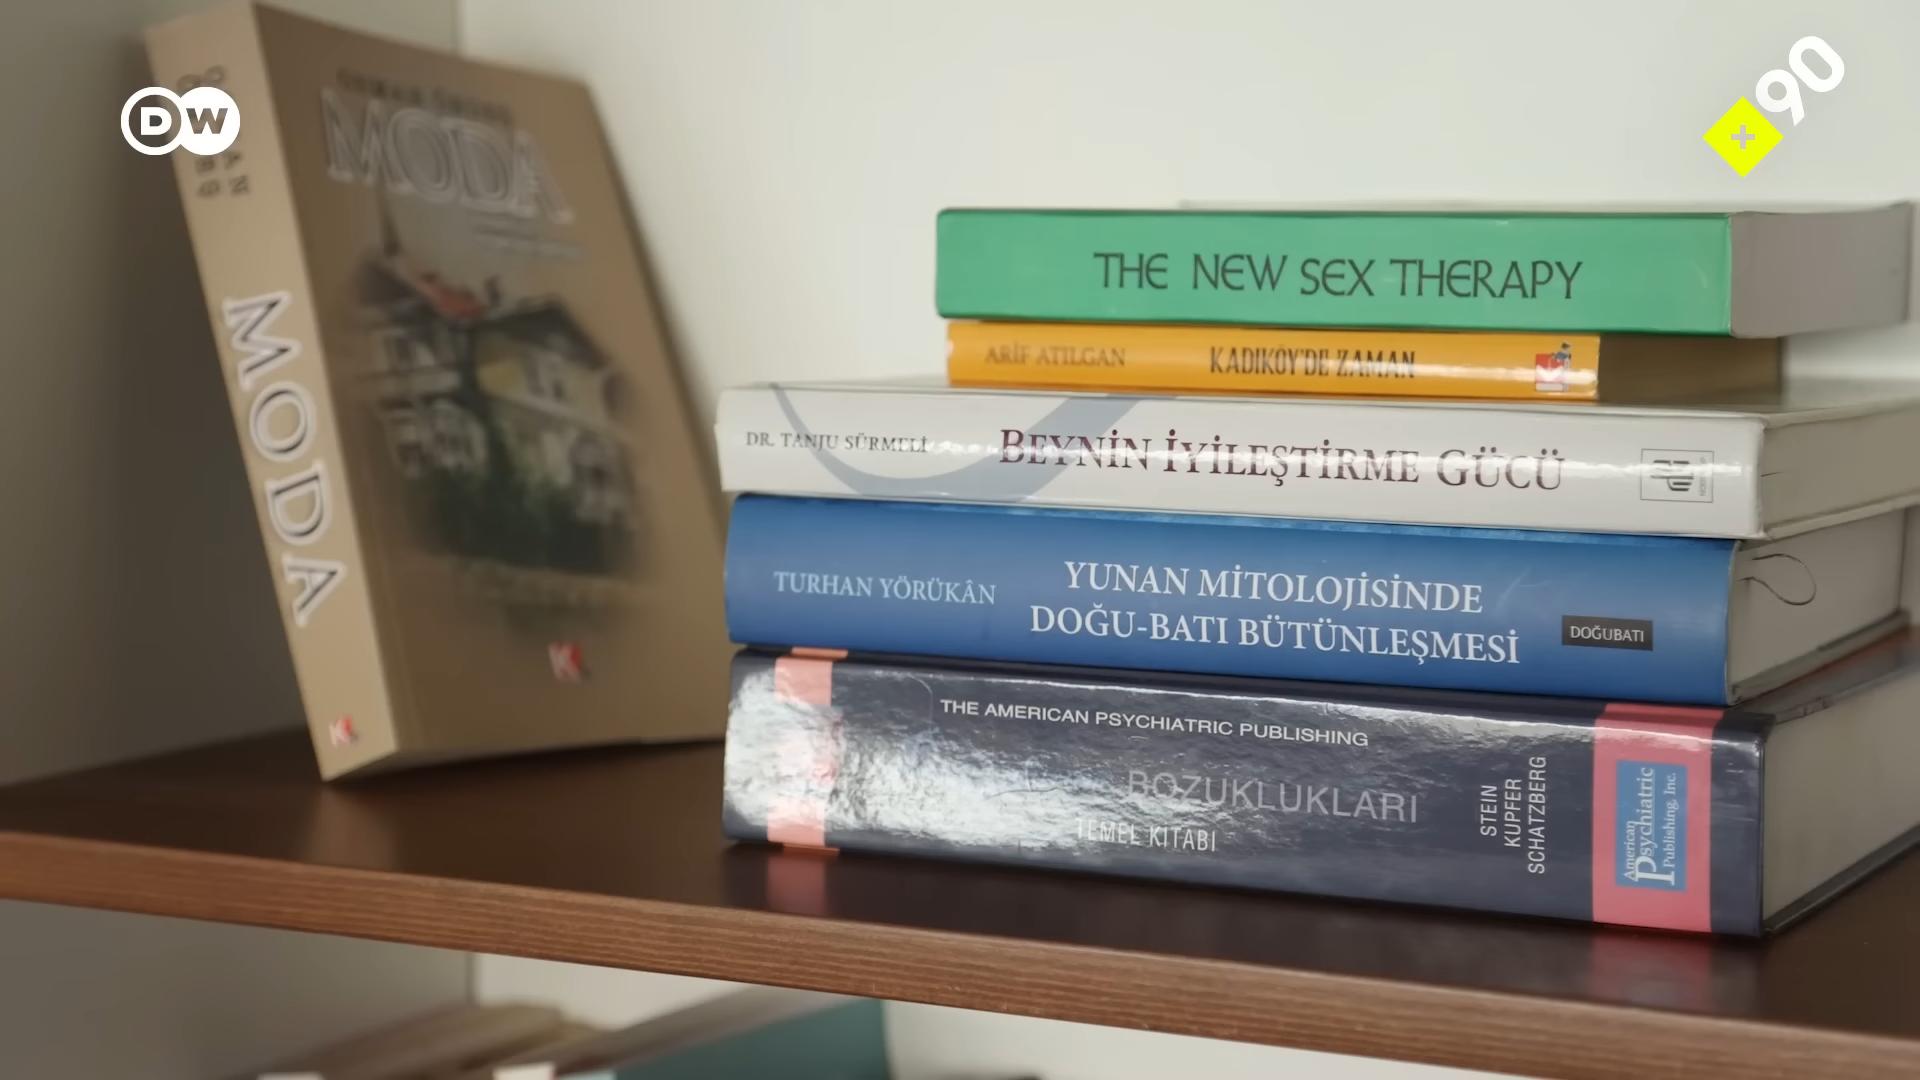 DW
+90
MODA
MODA
THE NEW SEX THERAPY
ARİF ATILGAN KADIKÖY'DE ZAMAN
DR. TANJU SÜRMELİ BEYNİN İYİLEŞTİRME GÜCÜ
TURHAN YÖRÜKÂN
YUNAN MİTOLOJİSİNDE
DOĞU-BATI BÜTÜNLEŞMESİ
DOĞUBATI
THE AMERICAN PSYCHIATRIC PUBLISHING
BOZUKLUKLARI
TEMEL KİTABI
STEIN
KUPFER
SCHATZBERG
American
Psychiatric
Publishing, Inc.